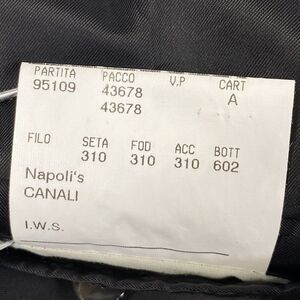 PARTITA PACCO V.P CART
95109 43678 A
43678
FILO SETA FOD ACC BOTT
310 310 310 602
Napoli's
CANALI
I.W.S.